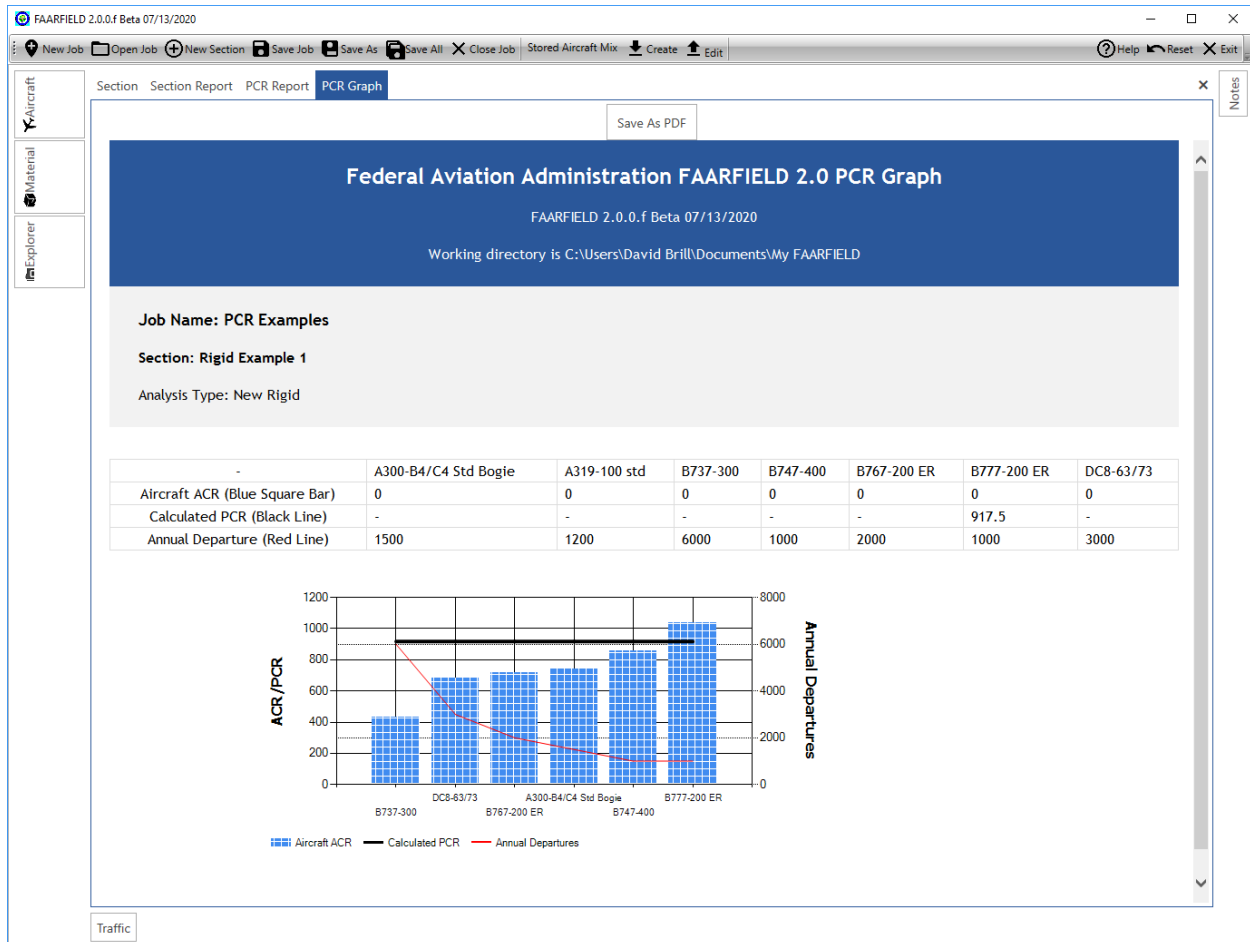 FAARFIELD 2.0.0.f Beta 07/13/2020
New Job Open Job New Section Save Job Save As Save All Close Job Stored Aircraft Mix Create Edit Help Reset Exit
Aircraft
Material
Explorer
Notes
Section Section Report PCR Report PCR Graph
Save As PDF
Federal Aviation Administration FAARFIELD 2.0 PCR Graph
FAARFIELD 2.0.0.f Beta 07/13/2020
Working directory is C:\Users\David Brill\Documents\My FAARFIELD
Job Name: PCR Examples
Section: Rigid Example 1
Analysis Type: New Rigid
- A300-B4/C4 Std Bogie A319-100 std B737-300 B747-400 B767-200 ER B777-200 ER DC8-63/73
Aircraft ACR (Blue Square Bar) 0 0 0 0 0 0 0
Calculated PCR (Black Line) - - - - - 917.5 -
Annual Departure (Red Line) 1500 1200 6000 1000 2000 1000 3000
ACR/PCR
1200
1000
800
600
400
200
0
8000
6000
4000
2000
0
Annual Departures
DC8-63/73 A300-B4/C4 Std Bogie B777-200 ER
B737-300 B767-200 ER B747-400
Aircraft ACR Calculated PCR Annual Departures
Traffic